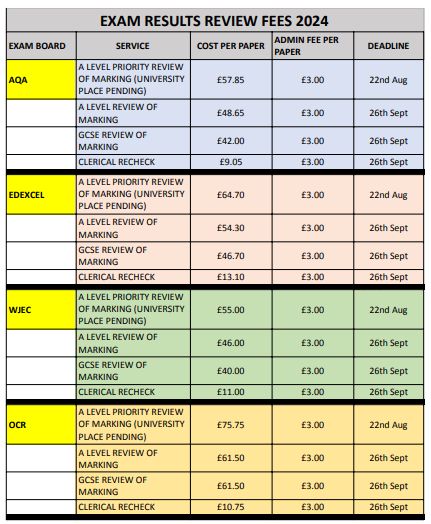 EXAM RESULTS REVIEW FEES 2024
EXAM BOARD SERVICE COST PER PAPER ADMIN FEE PER PAPER DEADLINE
AQA
A LEVEL PRIORITY REVIEW
OF MARKING (UNIVERSITY
PLACE PENDING)
£57.85 £3.00 22nd Aug
A LEVEL REVIEW OF
MARKING
£48.65 £3.00 26th Sept
GCSE REVIEW OF
MARKING
£42.00 £3.00 26th Sept
CLERICAL RECHECK £9.05 £3.00 26th Sept
EDEXCEL
A LEVEL PRIORITY REVIEW
OF MARKING (UNIVERSITY
PLACE PENDING)
£64.70 £3.00 22nd Aug
A LEVEL REVIEW OF
MARKING
£54.30 £3.00 26th Sept
GCSE REVIEW OF
MARKING
£46.70 £3.00 26th Sept
CLERICAL RECHECK £13.10 £3.00 26th Sept
WJEC
A LEVEL PRIORITY REVIEW
OF MARKING (UNIVERSITY
PLACE PENDING)
£55.00 £3.00 22nd Aug
A LEVEL REVIEW OF
MARKING
£46.00 £3.00 26th Sept
GCSE REVIEW OF
MARKING
£40.00 £3.00 26th Sept
CLERICAL RECHECK £11.00 £3.00 26th Sept
OCR
A LEVEL PRIORITY REVIEW
OF MARKING (UNIVERSITY
PLACE PENDING)
£75.75 £3.00 22nd Aug
A LEVEL REVIEW OF
MARKING
£61.50 £3.00 26th Sept
GCSE REVIEW OF
MARKING
£61.50 £3.00 26th Sept
CLERICAL RECHECK £10.75 £3.00 26th Sept